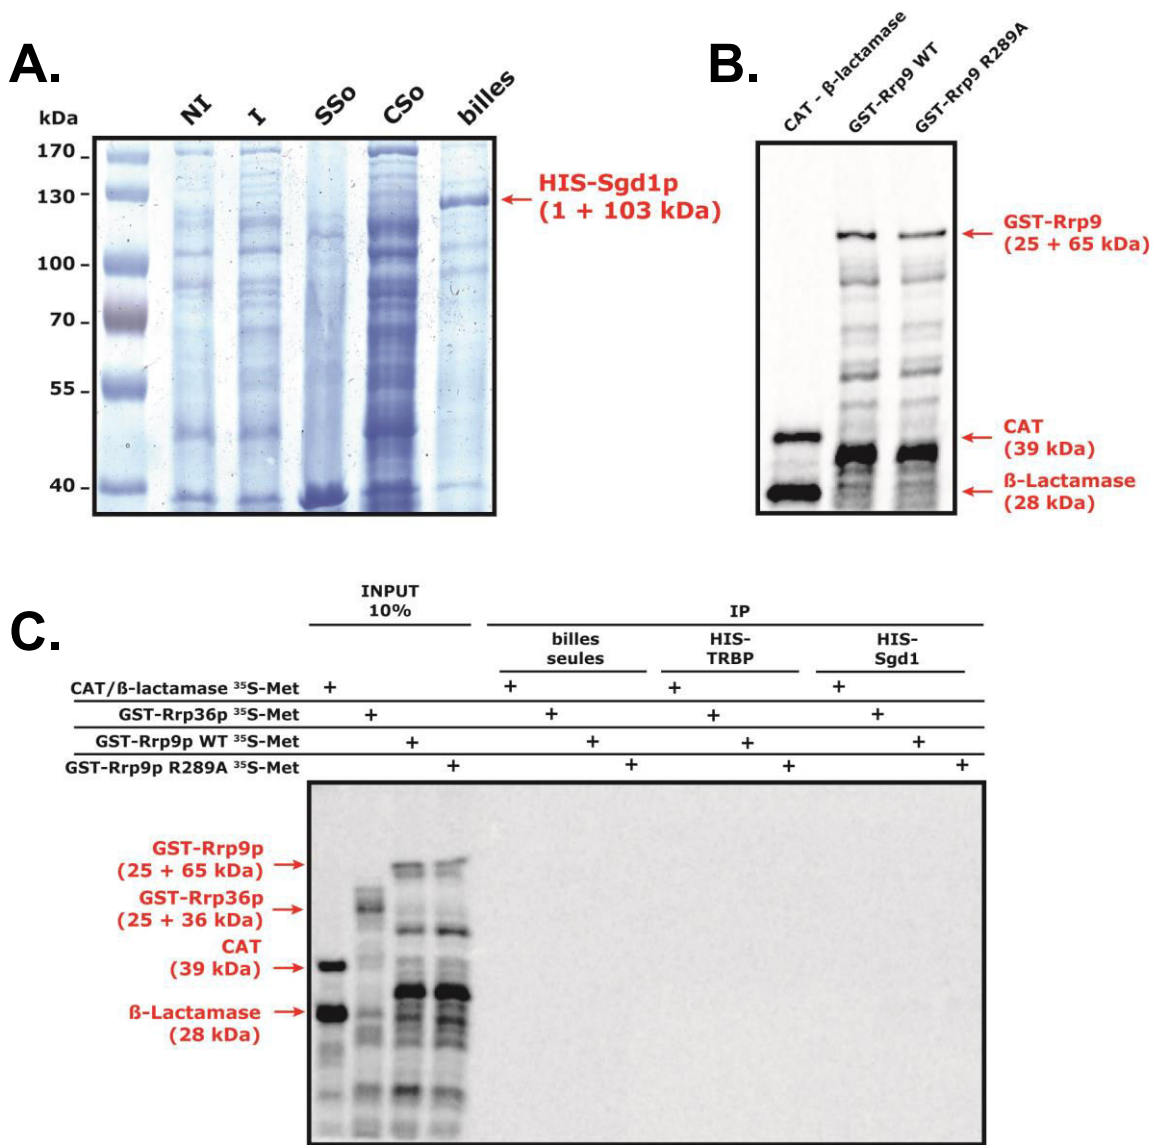 A.
kDa
NI
I
SSo
CSo
billes
170
130
100
70
55
40
HIS-Sgd1p
(1 + 103 kDa)
B.
CAT - β-lactamase
GST-Rrp9 WT
GST-Rrp9 R289A
GST-Rrp9
(25 + 65 kDa)
CAT
(39 kDa)
ß-Lactamase
(28 kDa)
C.
INPUT
10%
IP
billes
seules
HIS-
TRBP
HIS-
Sgd1
CAT/ß-lactamase ³⁵S-Met + + + +
GST-Rrp36p ³⁵S-Met + + + +
GST-Rrp9p WT ³⁵S-Met + + + +
GST-Rrp9p R289A ³⁵S-Met + + + +
GST-Rrp9p
(25 + 65 kDa)
GST-Rrp36p
(25 + 36 kDa)
CAT
(39 kDa)
ß-Lactamase
(28 kDa)